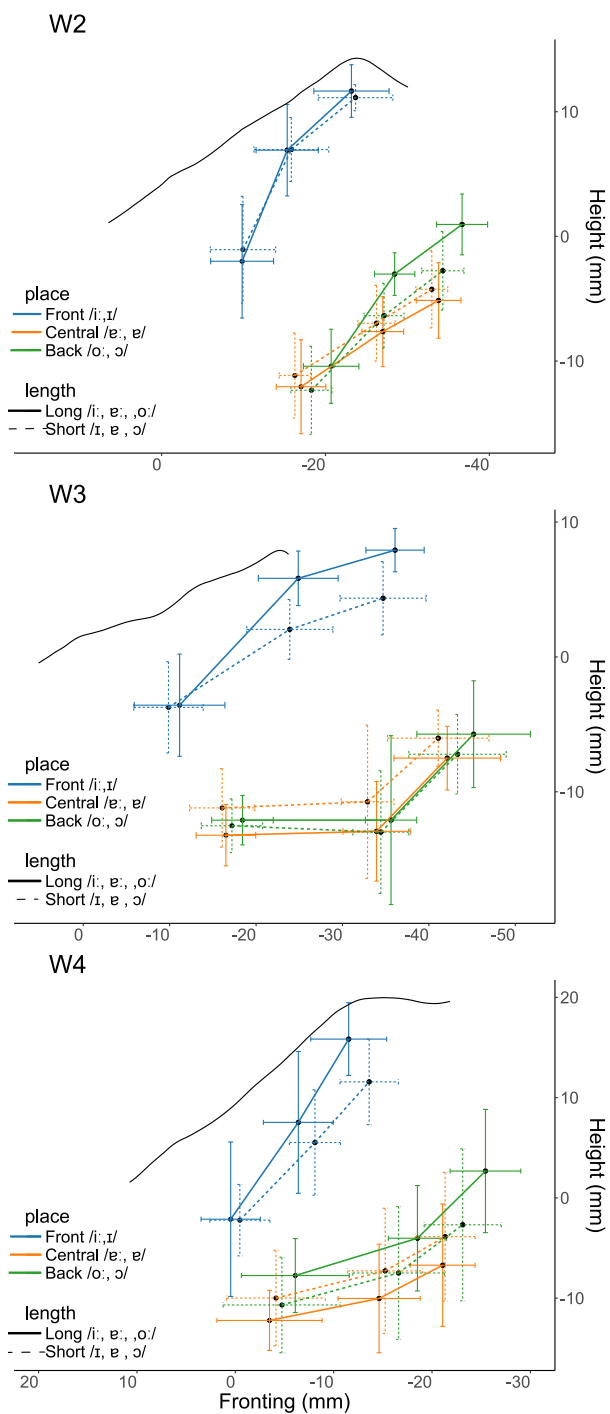 W2
10
0
-10
Height (mm)
place
Front /iː,ɪ/
Central /ɐː, ɐ/
Back /oː, ɔ/
length
Long /iː, ɐː, ,oː/
Short /ɪ, ɐ , ɔ/
0 -20 -40
W3
10
0
-10
Height (mm)
place
Front /iː,ɪ/
Central /ɐː, ɐ/
Back /oː, ɔ/
length
Long /iː, ɐː, ,oː/
Short /ɪ, ɐ , ɔ/
0 -10 -20 -30 -40 -50
W4
20
10
0
-10
Height (mm)
place
Front /iː,ɪ/
Central /ɐː, ɐ/
Back /oː, ɔ/
length
Long /iː, ɐː, ,oː/
Short /ɪ, ɐ , ɔ/
20 10 0 -10 -20 -30
Fronting (mm)